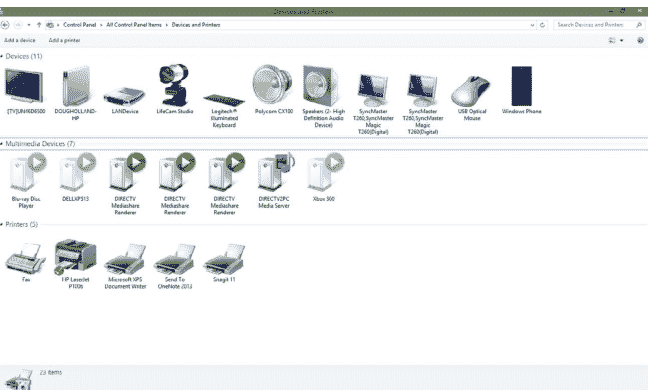 Devices and Printers
Control Panel ▸ All Control Panel Items ▸ Devices and Printers
Search Devices and Printers
Add a device Add a printer
Devices (11)
[TV]UN46D6500
DOUGHOLLAND-HP
LANDevice
LifeCam Studio
Logitech® Illuminated Keyboard
Polycom CX100
Speakers (2- High Definition Audio Device)
SyncMaster T260,SyncMaster Magic T260(Digital)
SyncMaster T260,SyncMaster Magic T260(Digital)
USB Optical Mouse
Windows Phone
Multimedia Devices (7)
Blu-ray Disc Player
DELLXPS13
DIRECTV Mediashare Renderer
DIRECTV Mediashare Renderer
DIRECTV Mediashare Renderer
DIRECTV2PC Media Server
Xbox 360
Printers (5)
Fax
HP LaserJet P1006
Microsoft XPS Document Writer
Send To OneNote 2013
Snagit 11
23 items